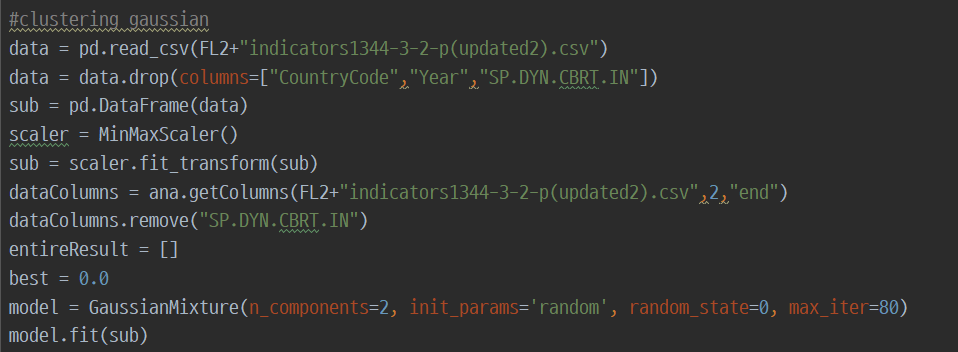 #clustering gaussian
data = pd.read_csv(FL2+"indicators1344-3-2-p(updated2).csv")
data = data.drop(columns=["CountryCode","Year","SP.DYN.CBRT.IN"])
sub = pd.DataFrame(data)
scaler = MinMaxScaler()
sub = scaler.fit_transform(sub)
dataColumns = ana.getColumns(FL2+"indicators1344-3-2-p(updated2).csv",2,"end")
dataColumns.remove("SP.DYN.CBRT.IN")
entireResult = []
best = 0.0
model = GaussianMixture(n_components=2, init_params='random', random_state=0, max_iter=80)
model.fit(sub)